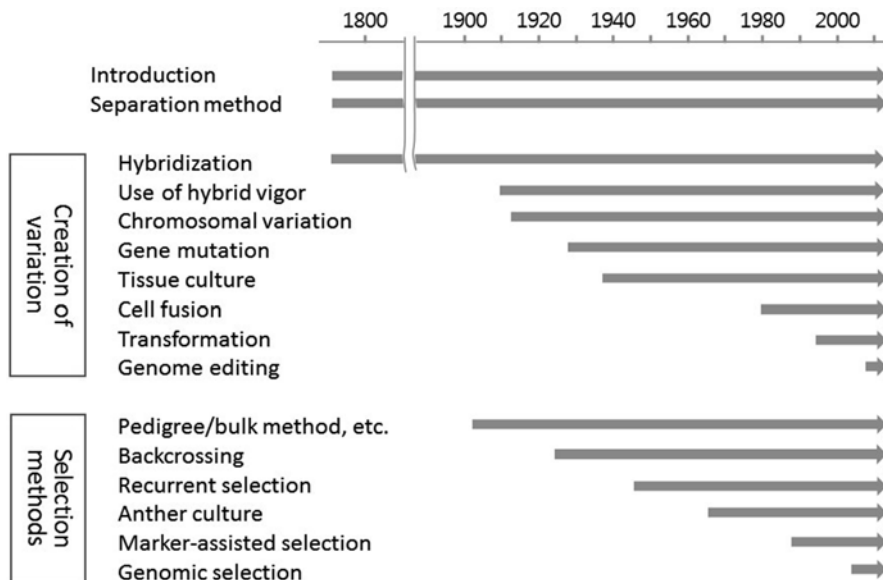 1800 1900 1920 1940 1960 1980 2000
Introduction
Separation method
Creation of
variation
Hybridization
Use of hybrid vigor
Chromosomal variation
Gene mutation
Tissue culture
Cell fusion
Transformation
Genome editing
Selection
methods
Pedigree/bulk method, etc.
Backcrossing
Recurrent selection
Anther culture
Marker-assisted selection
Genomic selection